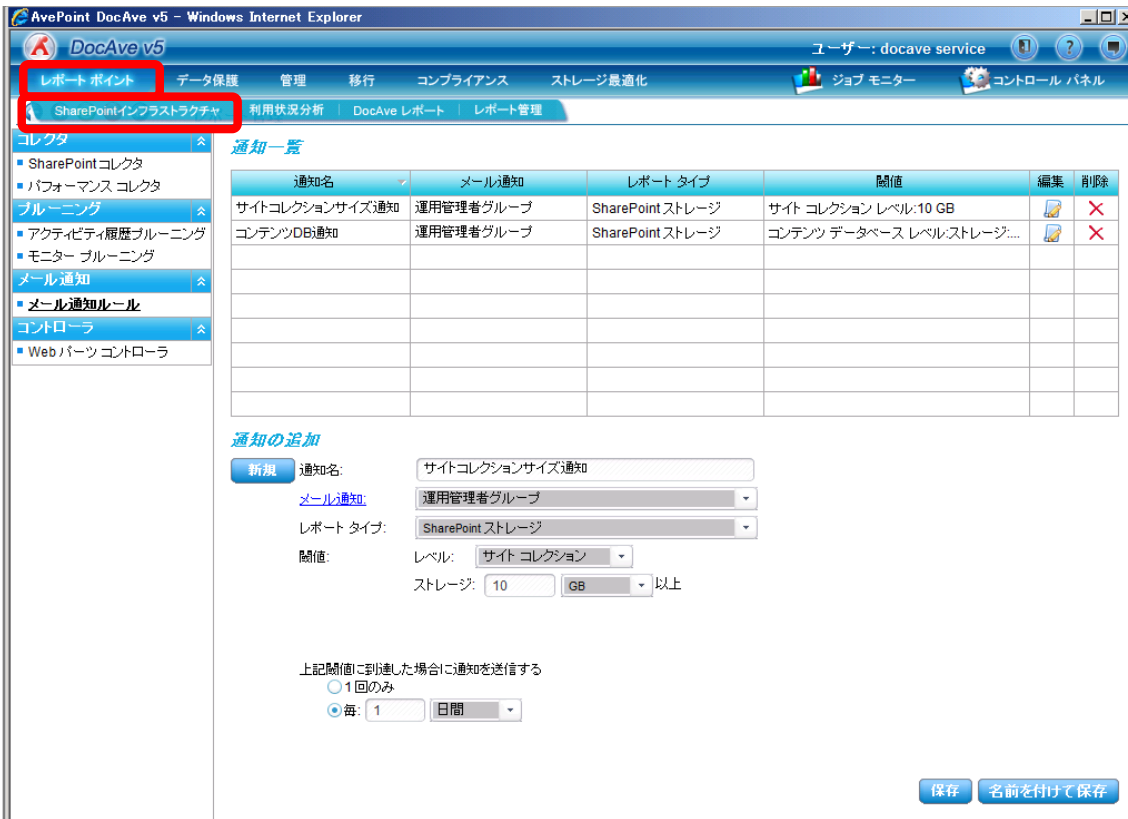 AvePoint DocAve v5 - Windows Internet Explorer
DocAve v5
ユーザー: docave service
レポート ポイント データ保護 管理 移行 コンプライアンス ストレージ最適化 ジョブ モニター コントロール パネル
SharePointインフラストラクチャ 利用状況分析 DocAve レポート レポート管理
コレクタ
SharePoint コレクタ
パフォーマンス コレクタ
プルーニング
アクティビティ履歴プルーニング
モニター プルーニング
メール通知
メール通知ルール
コントローラ
Web パーツ コントローラ
通知一覧
通知名 メール通知 レポート タイプ 閾値 編集 削除
サイトコレクションサイズ通知 運用管理者グループ SharePoint ストレージ サイト コレクション レベル:10 GB
コンテンツDB通知 運用管理者グループ SharePoint ストレージ コンテンツ データベース レベル:ストレージ:...
通知の追加
新規 通知名: サイトコレクションサイズ通知
メール通知: 運用管理者グループ
レポート タイプ: SharePoint ストレージ
閾値: レベル: サイト コレクション
ストレージ: 10 GB 以上
上記閾値に到達した場合に通知を送信する
1回のみ
毎: 1 日間
保存 名前を付けて保存